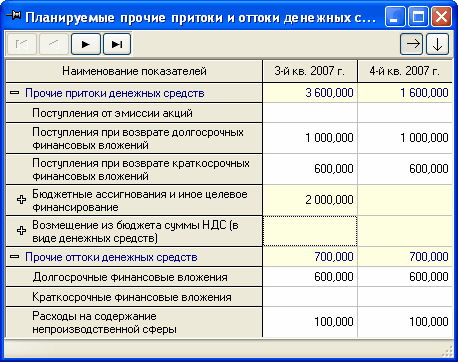 Планируемые прочие притоки и оттоки денежных с...
Наименование показателей 3-й кв. 2007 г. 4-й кв. 2007 г.
Прочие притоки денежных средств 3 600,000 1 600,000
Поступления от эмиссии акций
Поступления при возврате долгосрочных
финансовых вложений 1 000,000 1 000,000
Поступления при возврате краткосрочных
финансовых вложений 600,000 600,000
Бюджетные ассигнования и иное целевое
финансирование 2 000,000
Возмещение из бюджета суммы НДС (в
виде денежных средств)
Прочие оттоки денежных средств 700,000 700,000
Долгосрочные финансовые вложения 600,000 600,000
Краткосрочные финансовые вложения
Расходы на содержание
непроизводственной сферы 100,000 100,000